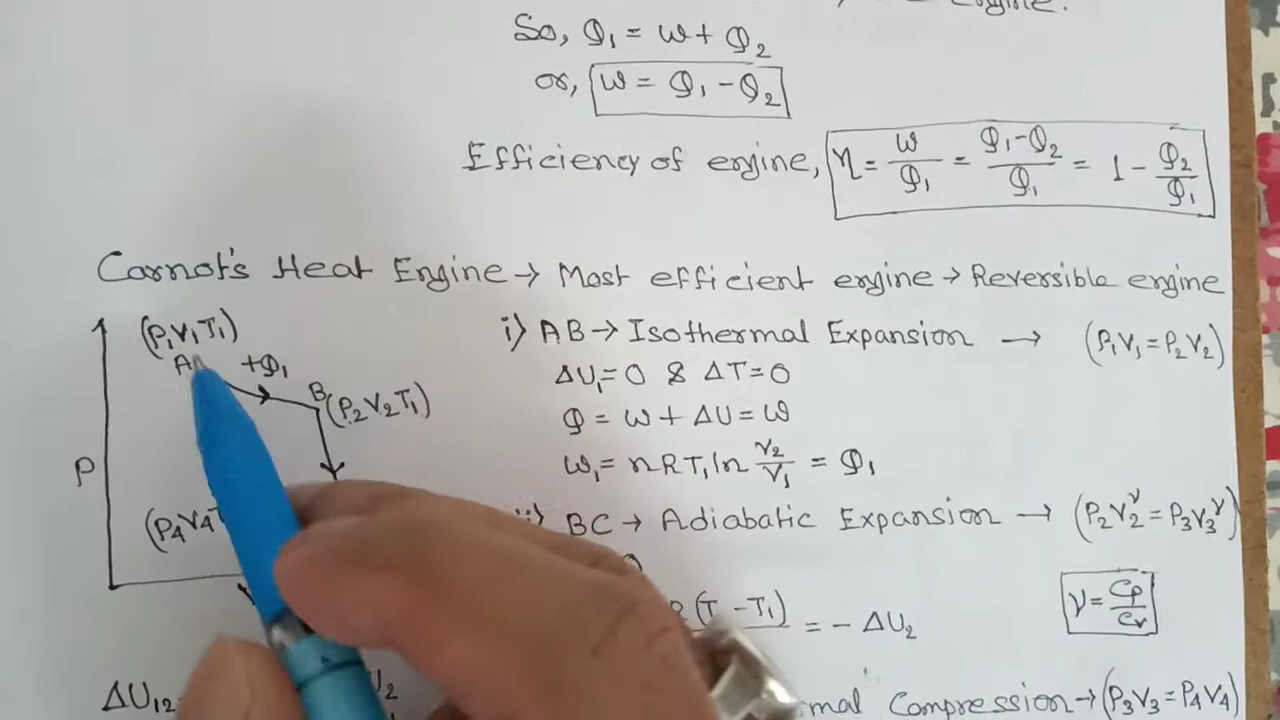 So, Q₁ = W + Q₂
or, W = Q₁ - Q₂
Efficiency of engine, η = W/Q₁ = (Q₁-Q₂)/Q₁ = 1 - Q₂/Q₁
Carnot's Heat Engine → Most efficient engine → Reversible engine
(P₁V₁T₁)
A +Q₁
B (P₂V₂T₁)
P
(P₄V₄
i) AB → Isothermal Expansion → (P₁V₁ = P₂V₂)
ΔU₁ = 0 & ΔT = 0
Q = W + ΔU = W
W₁ = nRT₁ ln V₂/V₁ = Q₁
BC → Adiabatic Expansion → (P₂V₂^γ = P₃V₃^γ)
-T₁) = - ΔU₂
γ = Cp/Cv
ΔU₁₂
U₂
Compression → (P₃V₃ = P₄V₄)